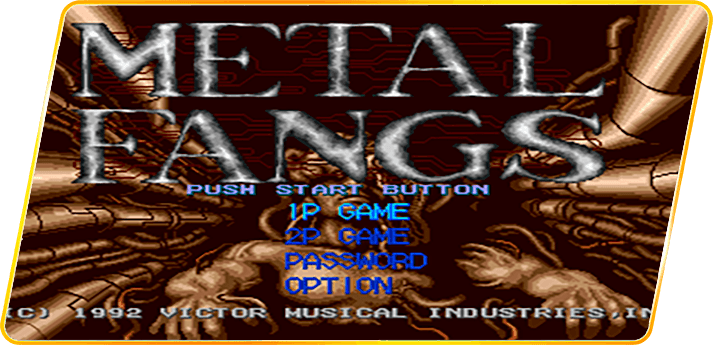 METAL
FANGS
PUSH START BUTTON
1P GAME
2P GAME
PASSWORD
OPTION
(C) 1992 VICTOR MUSICAL INDUSTRIES,IN